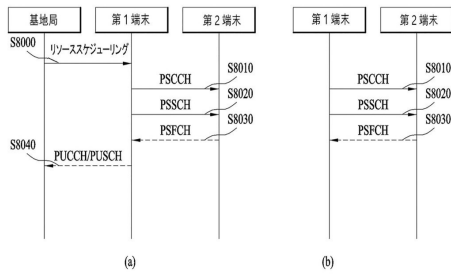 基地局 第1端末 第2端末
S8000 リソーススケジューリング
PSCCH S8010
PSSCH S8020
PSFCH S8030
S8040 PUCCH/PUSCH
(a)
第1端末 第2端末
PSCCH S8010
PSSCH S8020
PSFCH S8030
(b)